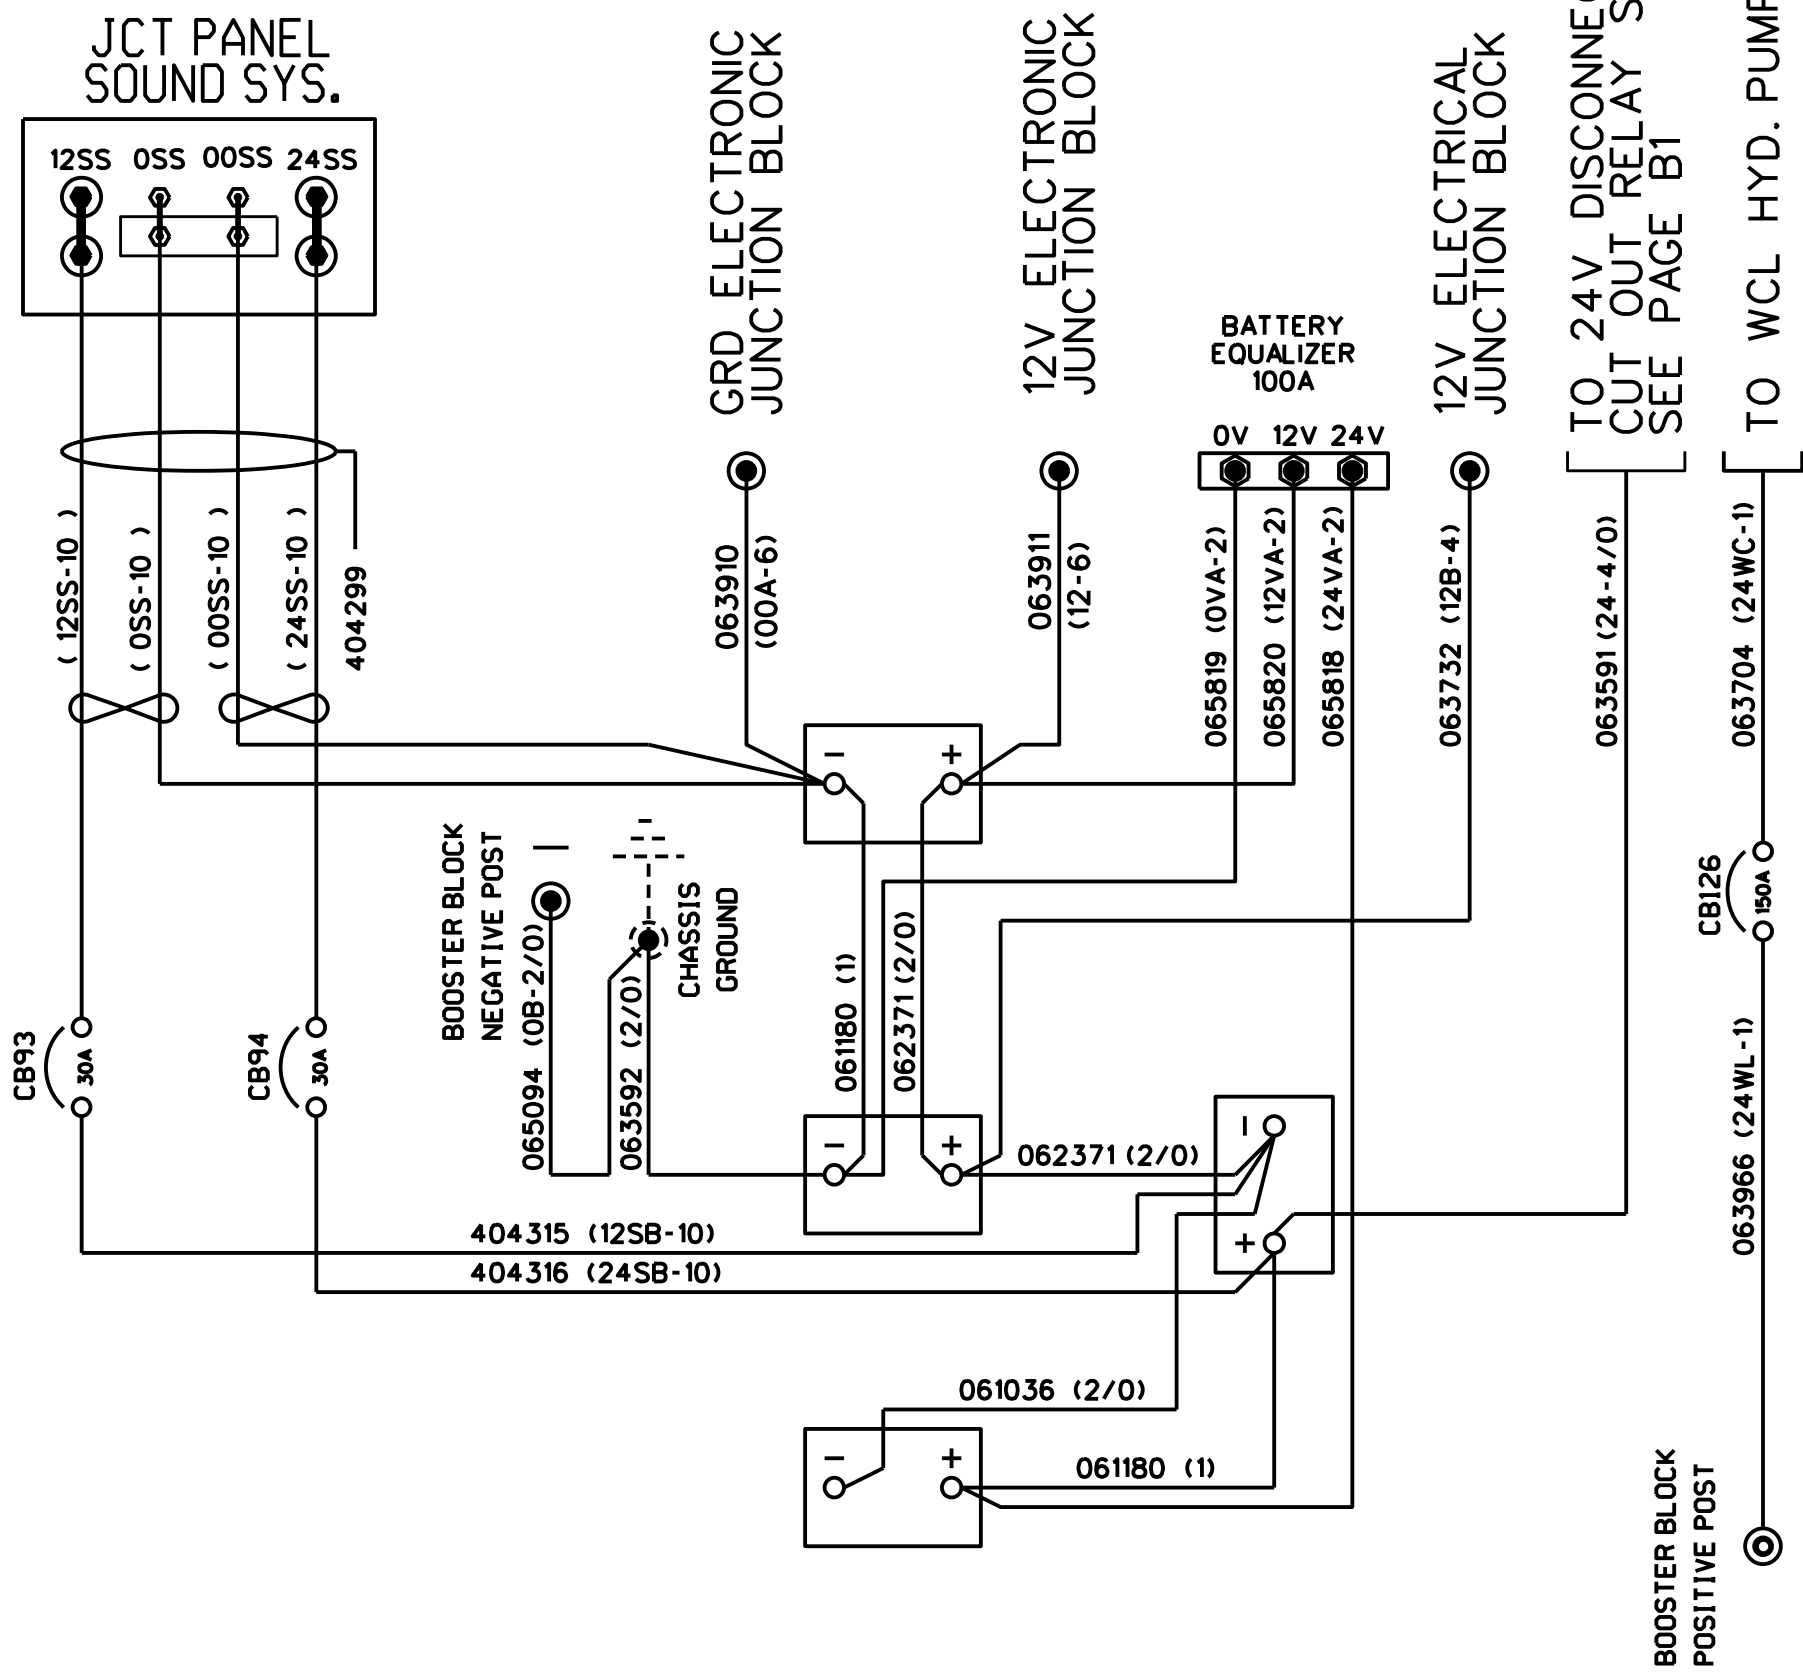 JCT PANEL
SOUND SYS.
12SS 0SS 00SS 24SS
( 12SS-10 )
( 0SS-10 )
( 00SS-10 )
( 24SS-10 )
404299
GRD ELECTRONIC
JUNCTION BLOCK
12V ELECTRONIC
JUNCTION BLOCK
BATTERY
EQUALIZER
100A
0V 12V 24V
12V ELECTRICAL
JUNCTION BLOCK
TO 24V DISCONNEC
CUT OUT RELAY S
SEE PAGE B1
TO WCL HYD. PUMP
063910
(00A-6)
063911
(12-6)
065819 (0VA-2)
065820 (12VA-2)
065818 (24VA-2)
063732 (12B-4)
063591 (24-4/0)
063704 (24WC-1)
- +
BOOSTER BLOCK
NEGATIVE POST
CHASSIS
GROUND
065094 (0B-2/0)
063592 (2/0)
061180 (1)
062371 (2/0)
CB93
30A
CB94
30A
CB126
150A
063966 (24WL-1)
- +
062371 (2/0)
-
+
404315 (12SB-10)
404316 (24SB-10)
061036 (2/0)
- +
061180 (1)
BOOSTER BLOCK
POSITIVE POST